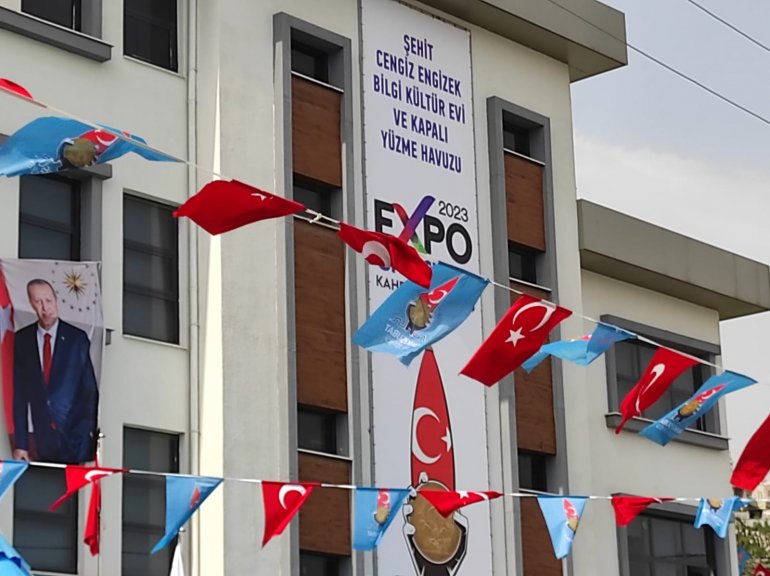 ŞEHİT
CENGİZ ENGİZEK
BİLGİ KÜLTÜR EVİ
VE KAPALI
YÜZME HAVUZU
EXPO 2023